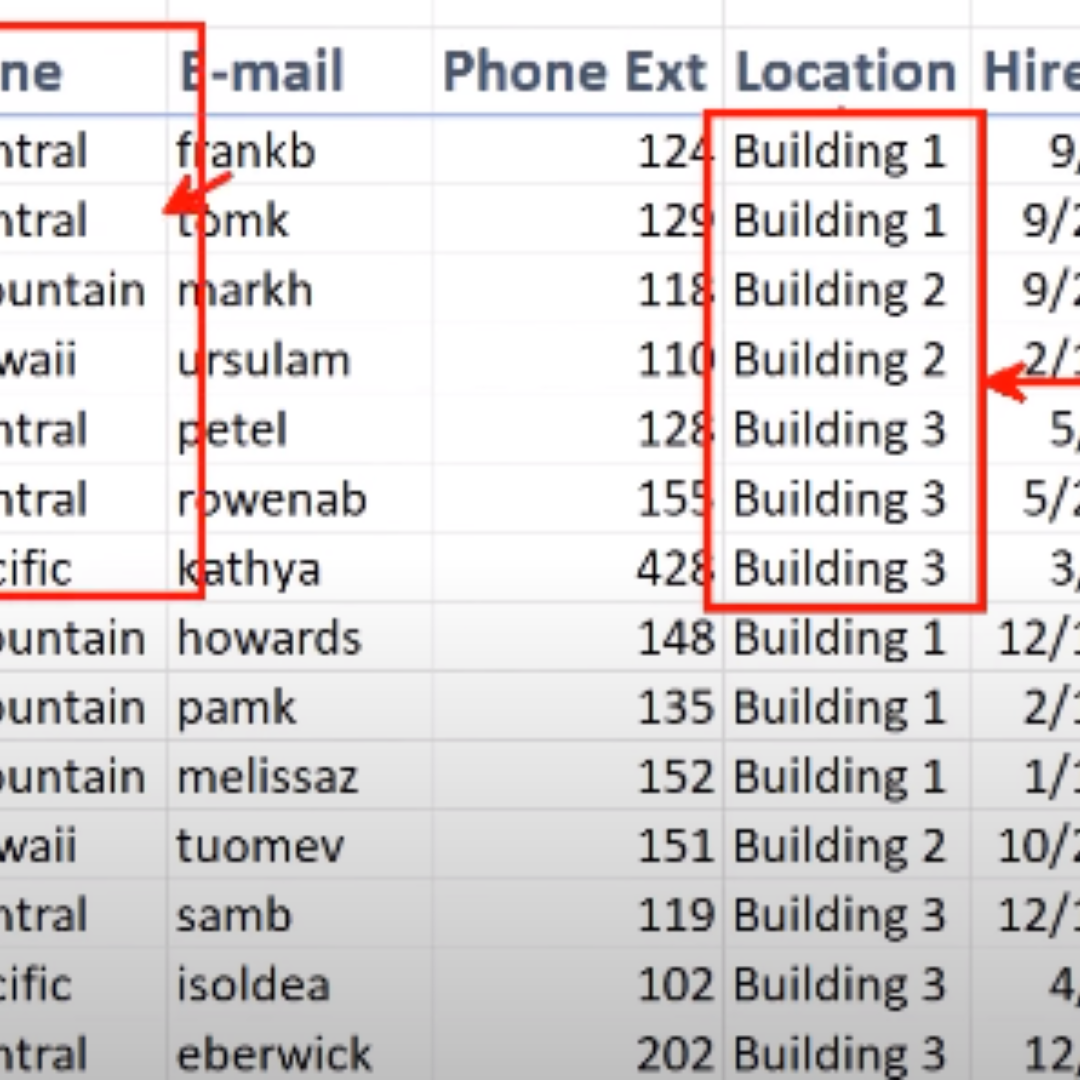 ne E-mail Phone Ext Location Hire
ntral frankb 124 Building 1 9/
ntral tomk 129 Building 1 9/2
ountain markh 118 Building 2 9/2
waii ursulam 110 Building 2 2/1
ntral petel 128 Building 3 5/
ntral rowenab 155 Building 3 5/2
cific kathya 428 Building 3 3/
ountain howards 148 Building 1 12/1
ountain pamk 135 Building 1 2/1
ountain melissaz 152 Building 1 1/1
waii tuomev 151 Building 2 10/2
ntral samb 119 Building 3 12/1
cific isoldea 102 Building 3 4/
ntral eberwick 202 Building 3 12/